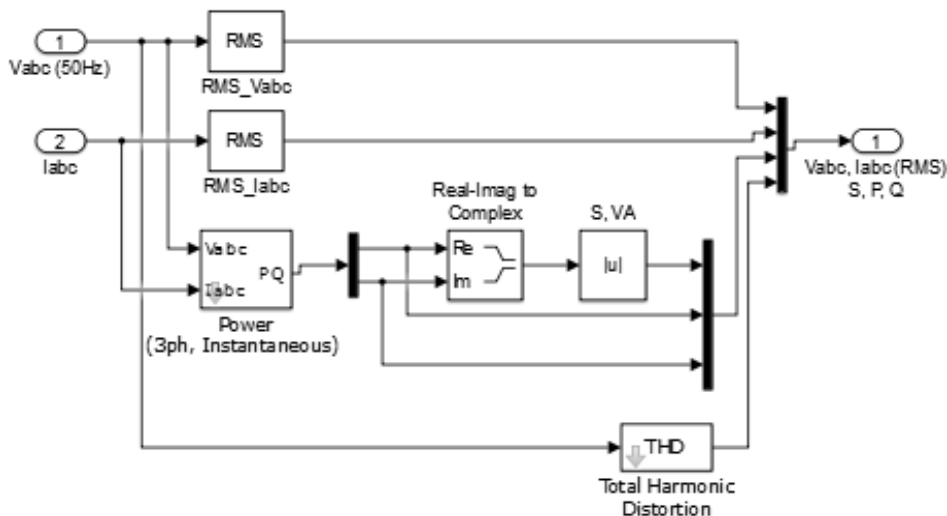 1
Vabc (50Hz)
RMS
RMS_Vabc
2
Iabc
RMS
RMS_Iabc
1
Vabc, Iabc (RMS)
S, P, Q
Real-Imag to
Complex
Re
Im
S, VA
|u|
Vabc
Iabc
PQ
Power
(3ph, Instantaneous)
THD
Total Harmonic
Distortion